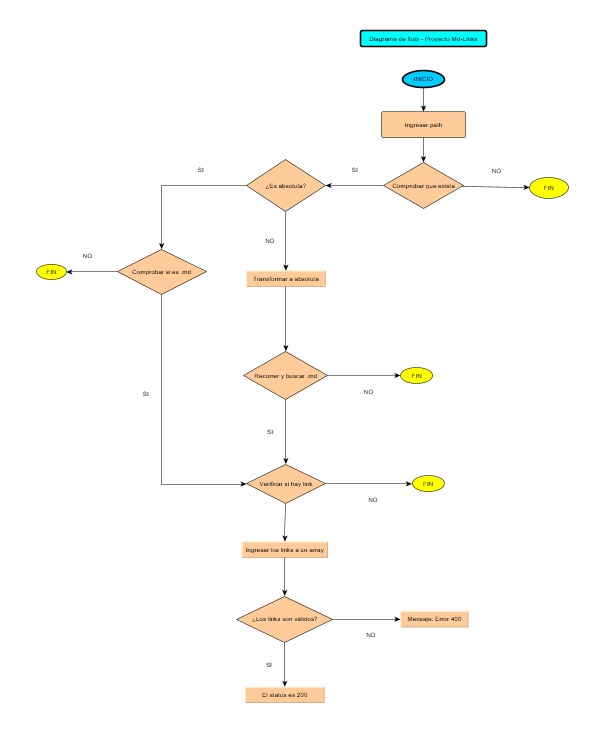 Diagrama de flujo - Proyecto Md-Links
INICIO
Ingresar path
Comprobar que exista
NO
FIN
SI
¿Es absoluta?
SI
NO
Comprobar si es .md
NO
FIN
Transformar a absoluta
Recorrer y buscar .md
NO
FIN
SI
SI
Verificar si hay link
NO
FIN
Ingresar los links a un array
¿Los links son válidos?
NO
Mensaje: Error 400
SI
El status es 200